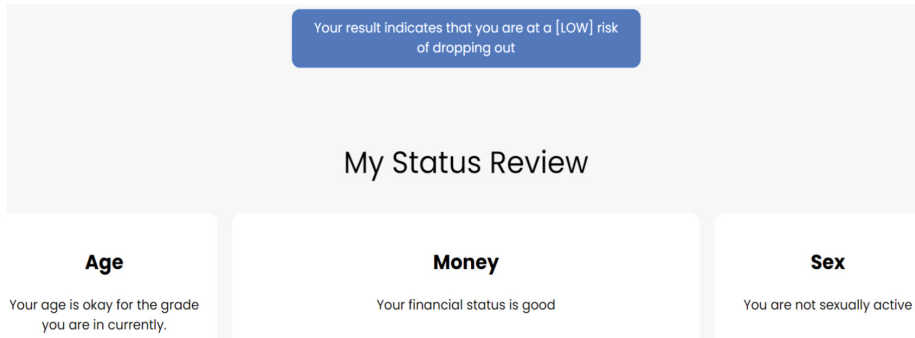 Your result indicates that you are at a [LOW] risk
of dropping out
My Status Review
Age
Your age is okay for the grade
you are in currently.
Money
Your financial status is good
Sex
You are not sexually active